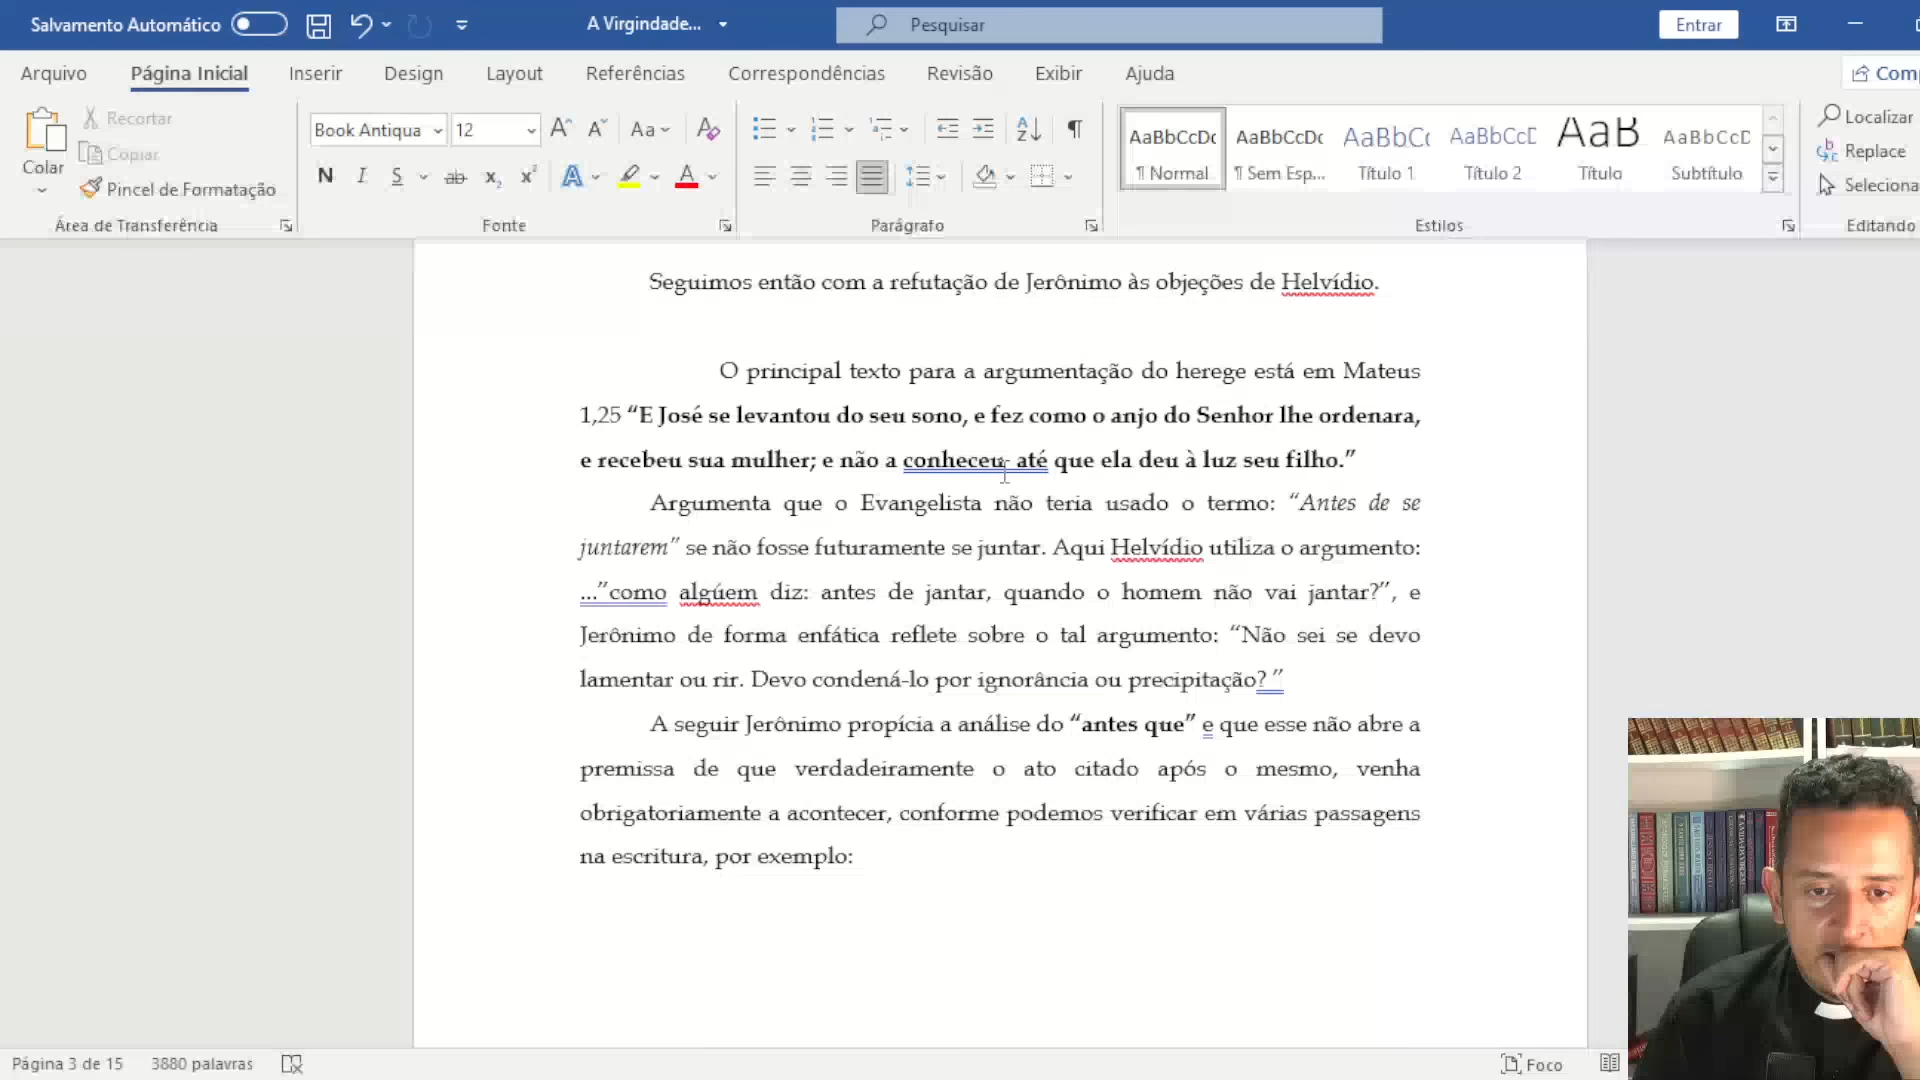 Salvamento Automático
A Virgindade...
Pesquisar
Entrar
Arquivo Página Inicial Inserir Design Layout Referências Correspondências Revisão Exibir Ajuda
Com
Colar
Recortar
Copiar
Pincel de Formatação
Área de Transferência
Book Antiqua 12 Aa
N I S ab x₂ x² A A
Fonte
Parágrafo
AaBbCcDc AaBbCcDc AaBbCc AaBbCcD AaB AaBbCcD
¶ Normal ¶ Sem Esp... Título 1 Título 2 Título Subtítulo
Estilos
Localizar
Replace
Seleciona
Editando
Seguimos então com a refutação de Jerônimo às objeções de Helvídio.
O principal texto para a argumentação do herege está em Mateus
1,25 “E José se levantou do seu sono, e fez como o anjo do Senhor lhe ordenara,
e recebeu sua mulher; e não a conheceu até que ela deu à luz seu filho.”
Argumenta que o Evangelista não teria usado o termo: “Antes de se
juntarem” se não fosse futuramente se juntar. Aqui Helvídio utiliza o argumento:
...”como algúem diz: antes de jantar, quando o homem não vai jantar?”, e
Jerônimo de forma enfática reflete sobre o tal argumento: “Não sei se devo
lamentar ou rir. Devo condená-lo por ignorância ou precipitação? ”
A seguir Jerônimo propícia a análise do “antes que” e que esse não abre a
premissa de que verdadeiramente o ato citado após o mesmo, venha
obrigatoriamente a acontecer, conforme podemos verificar em várias passagens
na escritura, por exemplo:
Página 3 de 15 3880 palavras
Foco